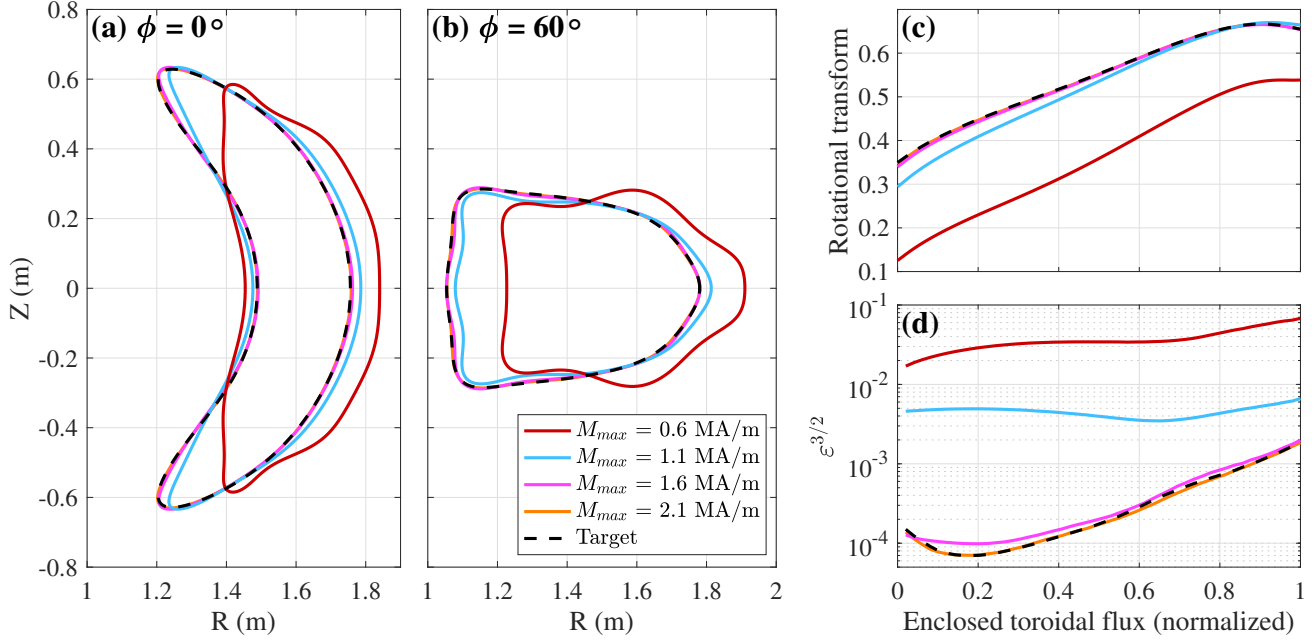 (a) ϕ = 0°
0.8
0.6
0.4
0.2
0
-0.2
-0.4
-0.6
-0.8
Z (m)
1
1.2
1.4
1.6
1.8
R (m)
(b) ϕ = 60°
M_max = 0.6 MA/m
M_max = 1.1 MA/m
M_max = 1.6 MA/m
M_max = 2.1 MA/m
Target
1
1.2
1.4
1.6
1.8
2
R (m)
(c)
Rotational transform
0.6
0.5
0.4
0.3
0.2
0.1
(d)
ε^{3/2}
10^{-1}
10^{-2}
10^{-3}
10^{-4}
0
0.2
0.4
0.6
0.8
1
Enclosed toroidal flux (normalized)